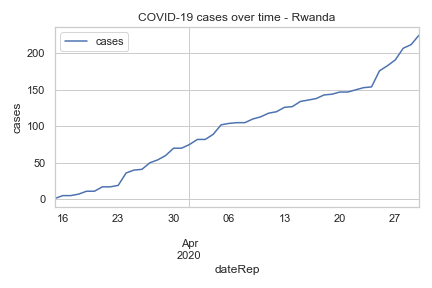 COVID-19 cases over time - Rwanda
cases
200
150
100
50
0
cases
16 23 30 06 13 20 27
Apr
2020
dateRep